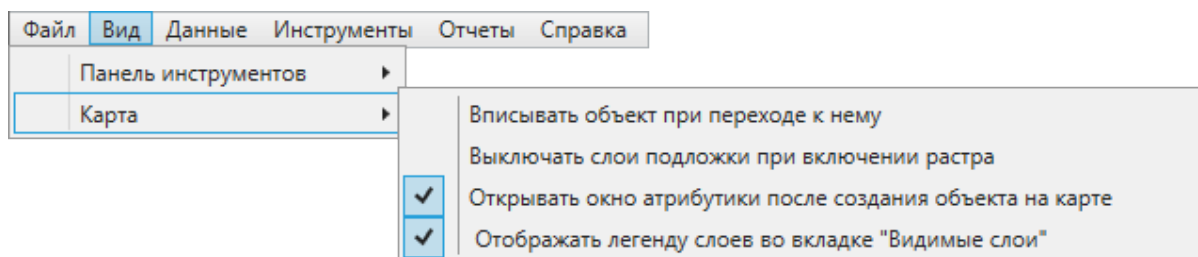 Файл Вид Данные Инструменты Отчеты Справка
Панель инструментов
Карта
Вписывать объект при переходе к нему
Выключать слои подложки при включении растра
Открывать окно атрибутики после создания объекта на карте
Отображать легенду слоев во вкладке "Видимые слои"